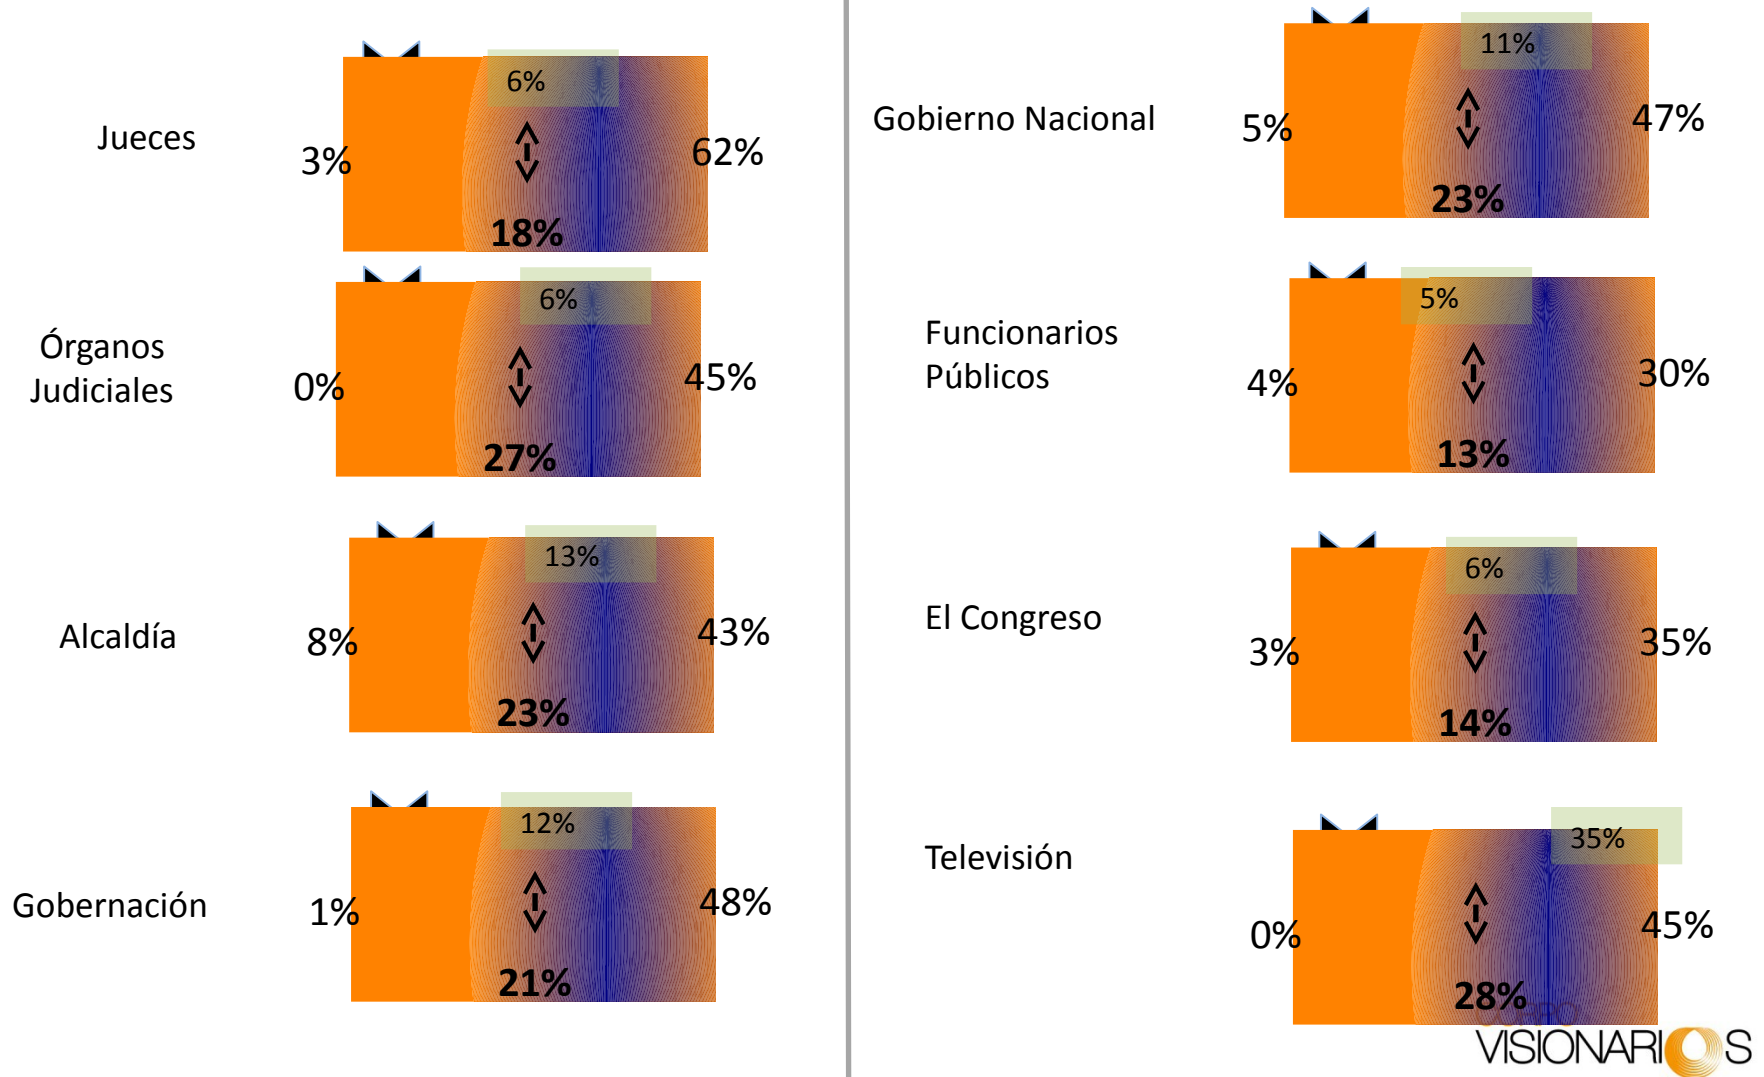 6%
Jueces
3%
62%
18%
6%
Órganos
Judiciales
0%
45%
27%
13%
Alcaldía
8%
43%
23%
12%
Gobernación
1%
48%
21%
11%
Gobierno Nacional
5%
47%
23%
5%
Funcionarios
Públicos
4%
30%
13%
6%
El Congreso
3%
35%
14%
35%
Televisión
0%
45%
28%
VISIONARIOS